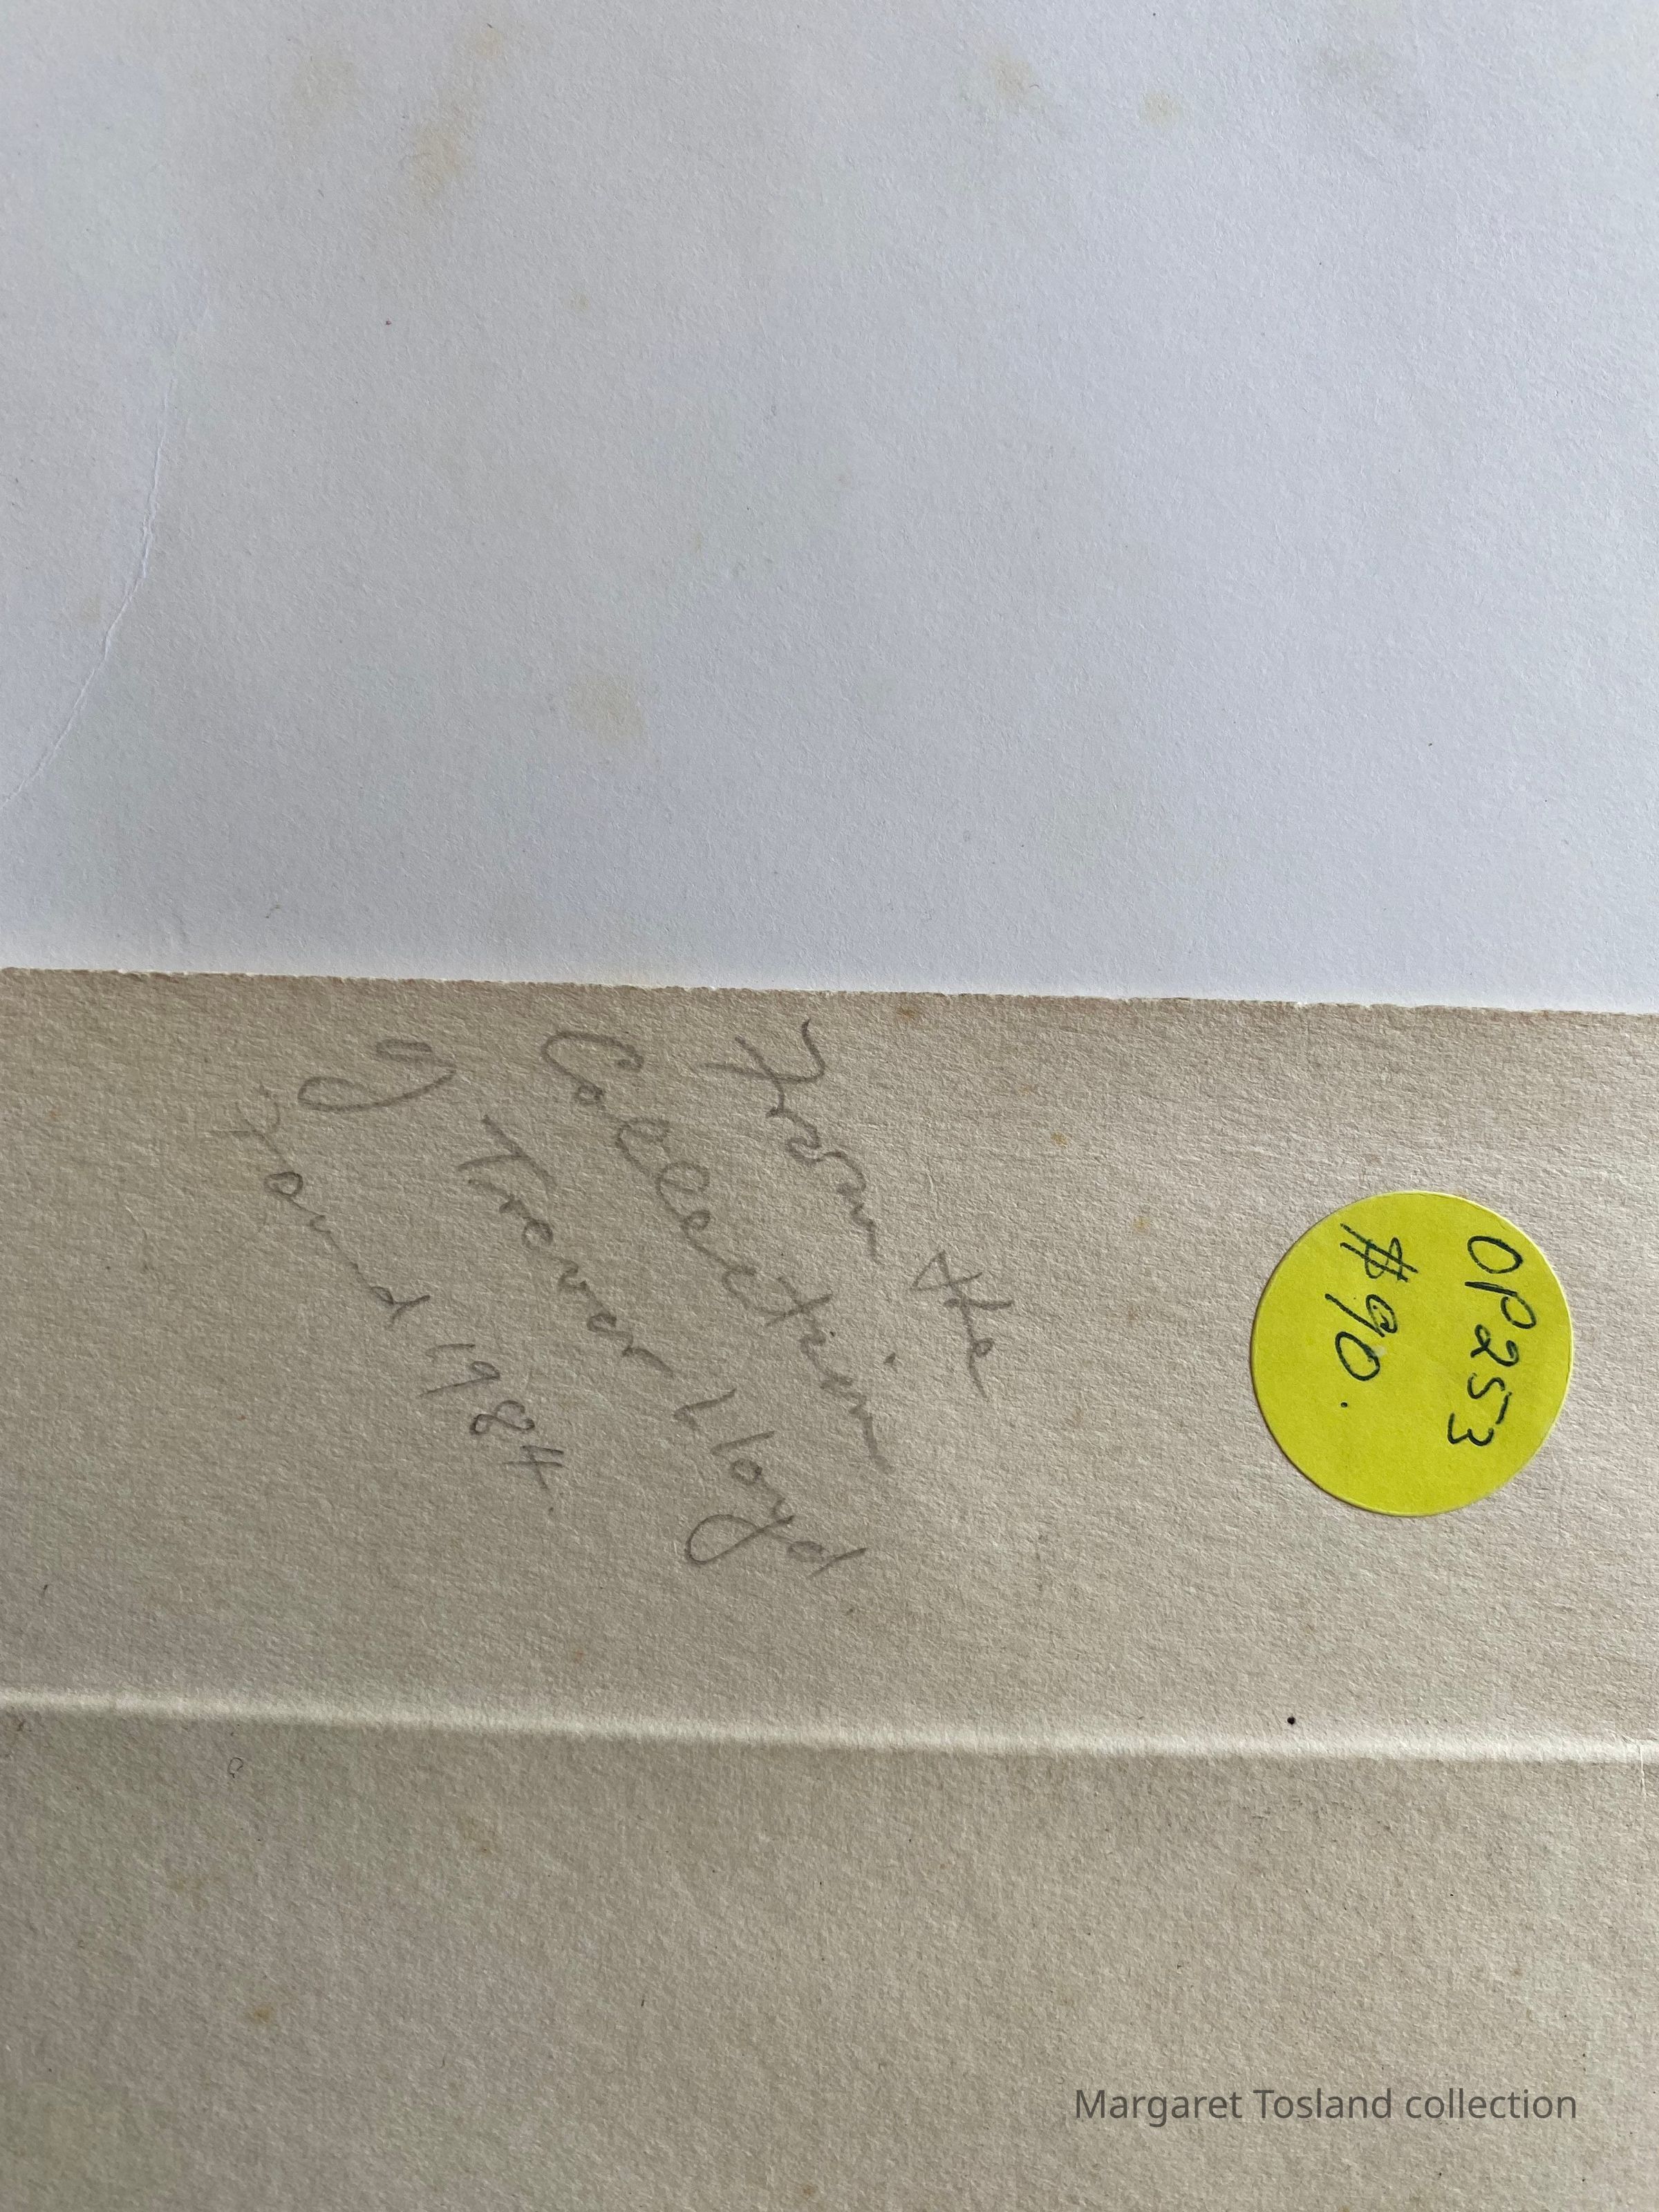 OP253
$90.
From the
Collection
of Trevor Lloyd
Found 1984.
Margaret Tosland collection